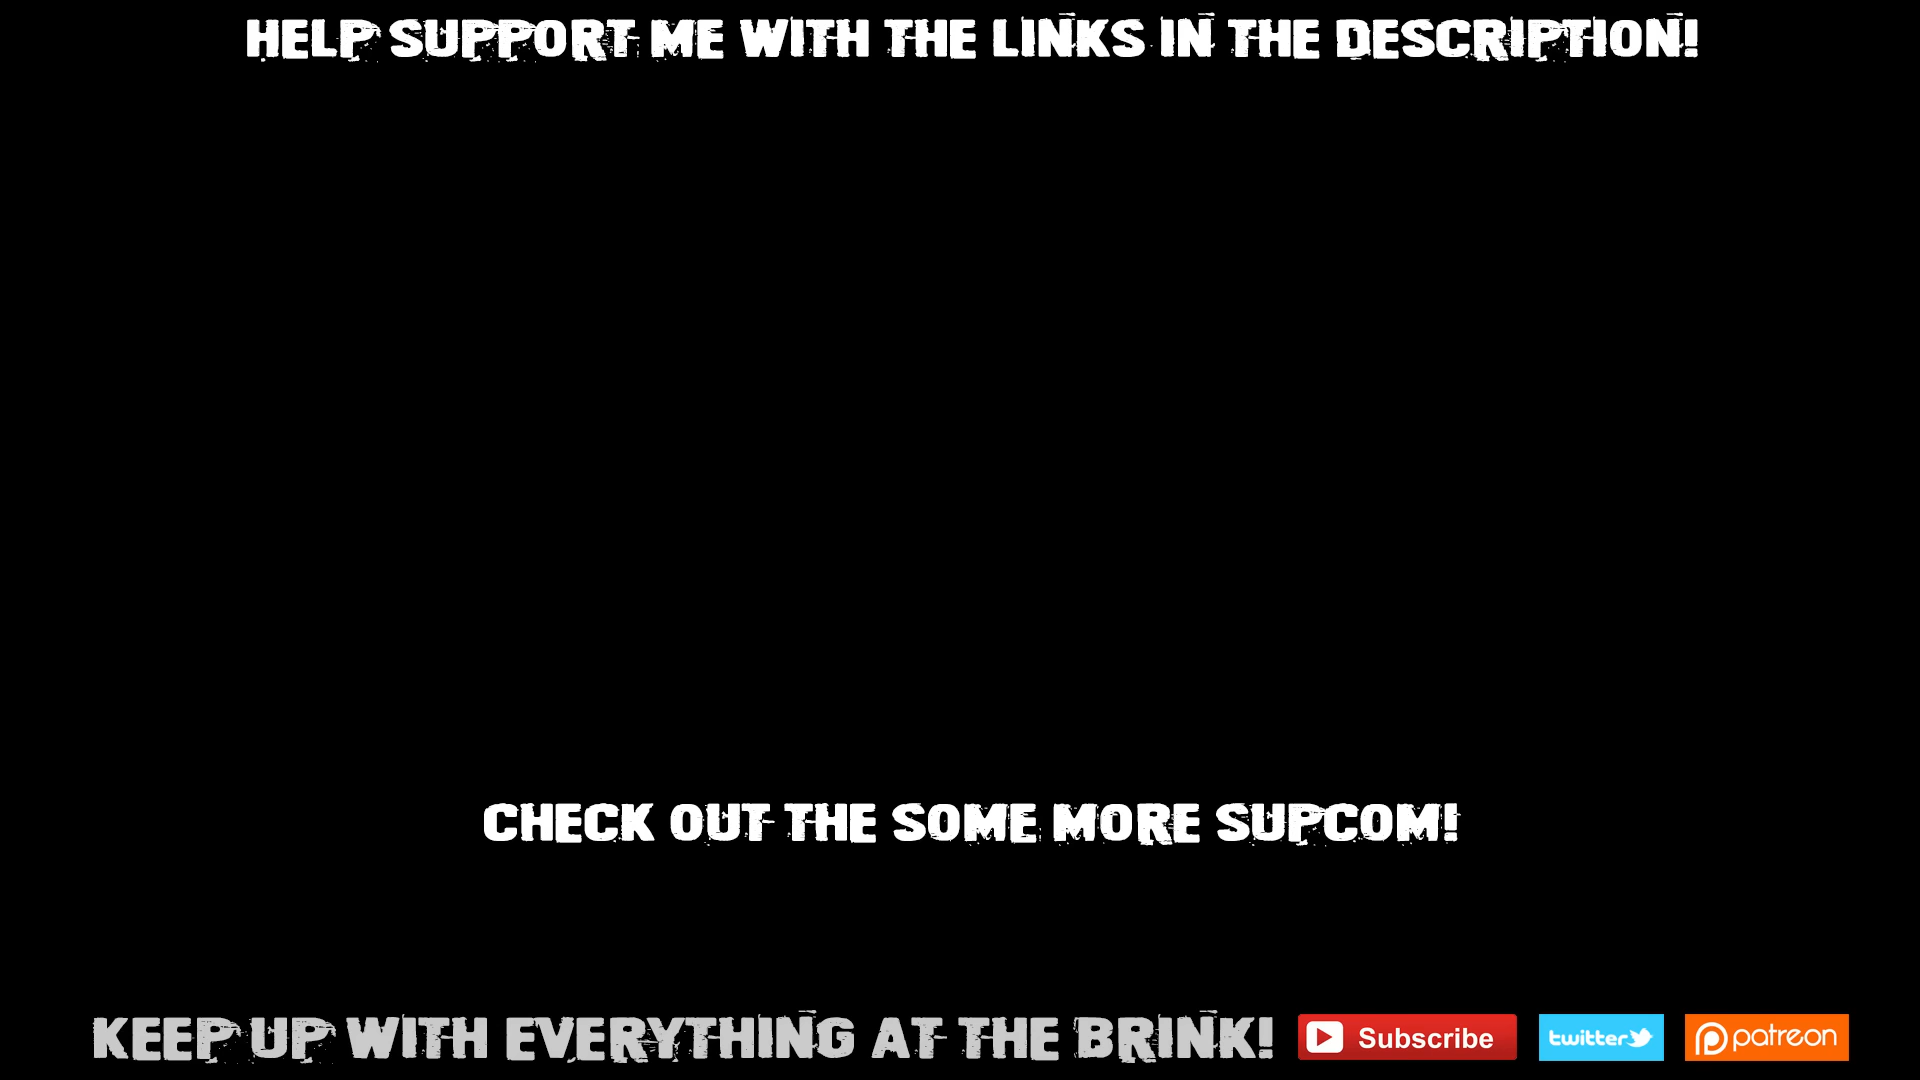 HELP SUPPORT ME WITH THE LINKS IN THE DESCRIPTION!
CHECK OUT THE SOME MORE SUPCOM!
KEEP UP WITH EVERYTHING AT THE BRINK! Subscribe twitter patreon